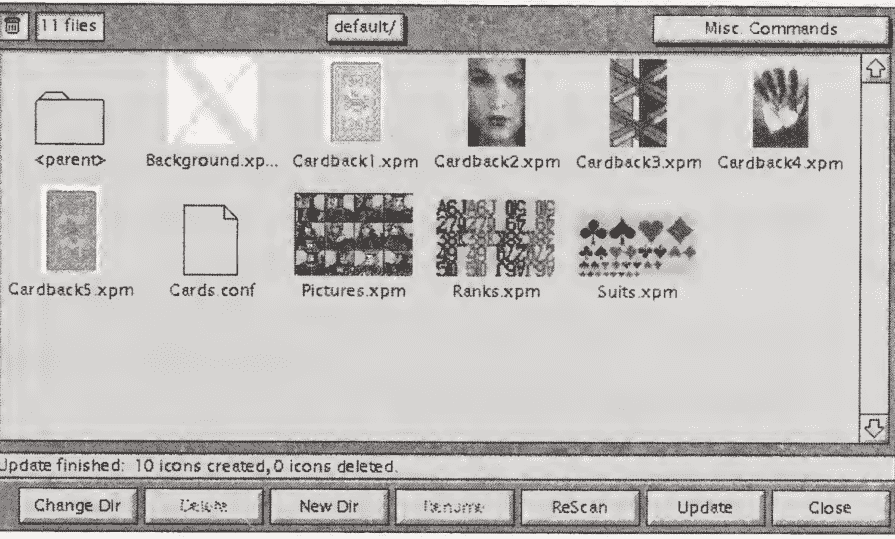 11 files
default/
Misc. Commands
<parent>
Background.xp...
Cardback1.xpm
Cardback2.xpm
Cardback3.xpm
Cardback4.xpm
Cardback5.xpm
Cards.conf
Pictures.xpm
Ranks.xpm
Suits.xpm
Update finished: 10 icons created,0 icons deleted.
Change Dir
Delete
New Dir
Rename
ReScan
Update
Close